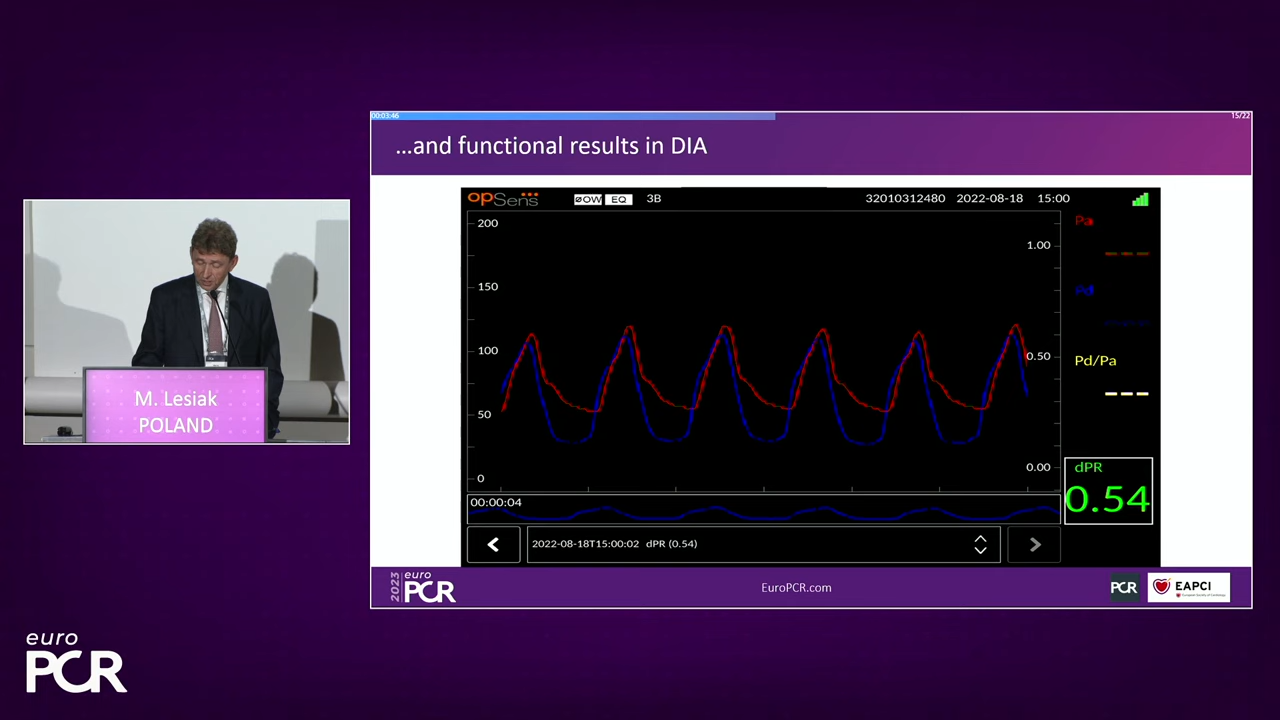 00:03:46
15/22
...and functional results in DIA
opSens
LOW EQ 3B 32010312480 2022-08-18 15:00
200
150
100
50
0
1.00
0.50
0.00
Pa
Pd
Pd/Pa
dPR
0.54
00:00:04
2022-08-18T15:00:02 dPR (0.54)
M. Lesiak
POLAND
2023 euro PCR
EuroPCR.com
PCR
EAPCI
euro
PCR